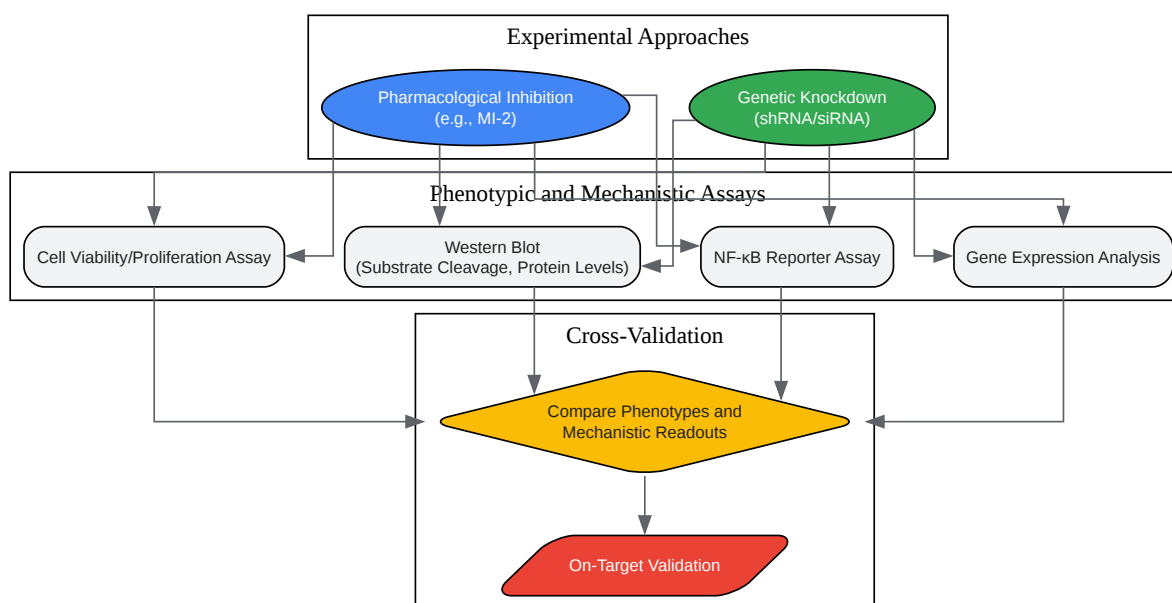 Experimental Approaches
Pharmacological Inhibition
(e.g., MI-2)
Genetic Knockdown
(shRNA/siRNA)
Phenotypic and Mechanistic Assays
Cell Viability/Proliferation Assay
Western Blot
(Substrate Cleavage, Protein Levels)
NF-κB Reporter Assay
Gene Expression Analysis
Cross-Validation
Compare Phenotypes and
Mechanistic Readouts
On-Target Validation